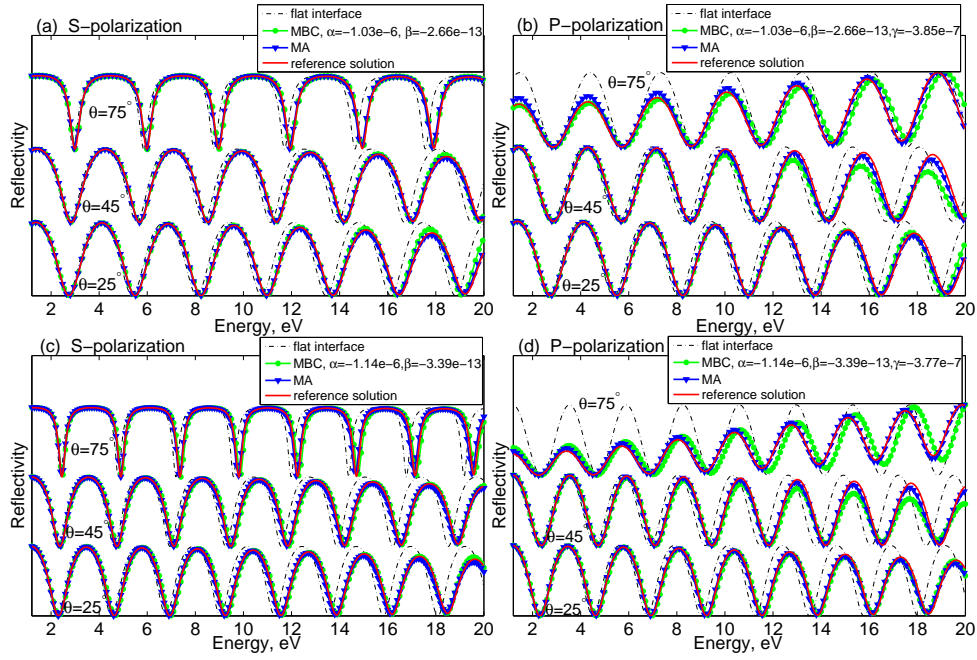 (a) S−polarization
flat interface
MBC, α=−1.03e−6, β=−2.66e−13
MA
reference solution
θ=75°
θ=45°
θ=25°
Reflectivity
2 4 6 8 10 12 14 16 18 20
Energy, eV
(b) P−polarization
flat interface
MBC, α=−1.03e−6,β=−2.66e−13,γ=−3.85e−7
MA
reference solution
θ=75°
θ=45°
θ=25°
Reflectivity
2 4 6 8 10 12 14 16 18 20
Energy, eV
(c) S−polarization
flat interface
MBC, α=−1.14e−6,β=−3.39e−13
MA
reference solution
θ=75°
θ=45°
θ=25°
Reflectivity
2 4 6 8 10 12 14 16 18 20
Energy, eV
(d) P−polarization
flat interface
MBC, α=−1.14e−6,β=−3.39e−13,γ=−3.77e−7
MA
reference solution
θ=75°
θ=45°
θ=25°
Reflectivity
2 4 6 8 10 12 14 16 18 20
Energy, eV